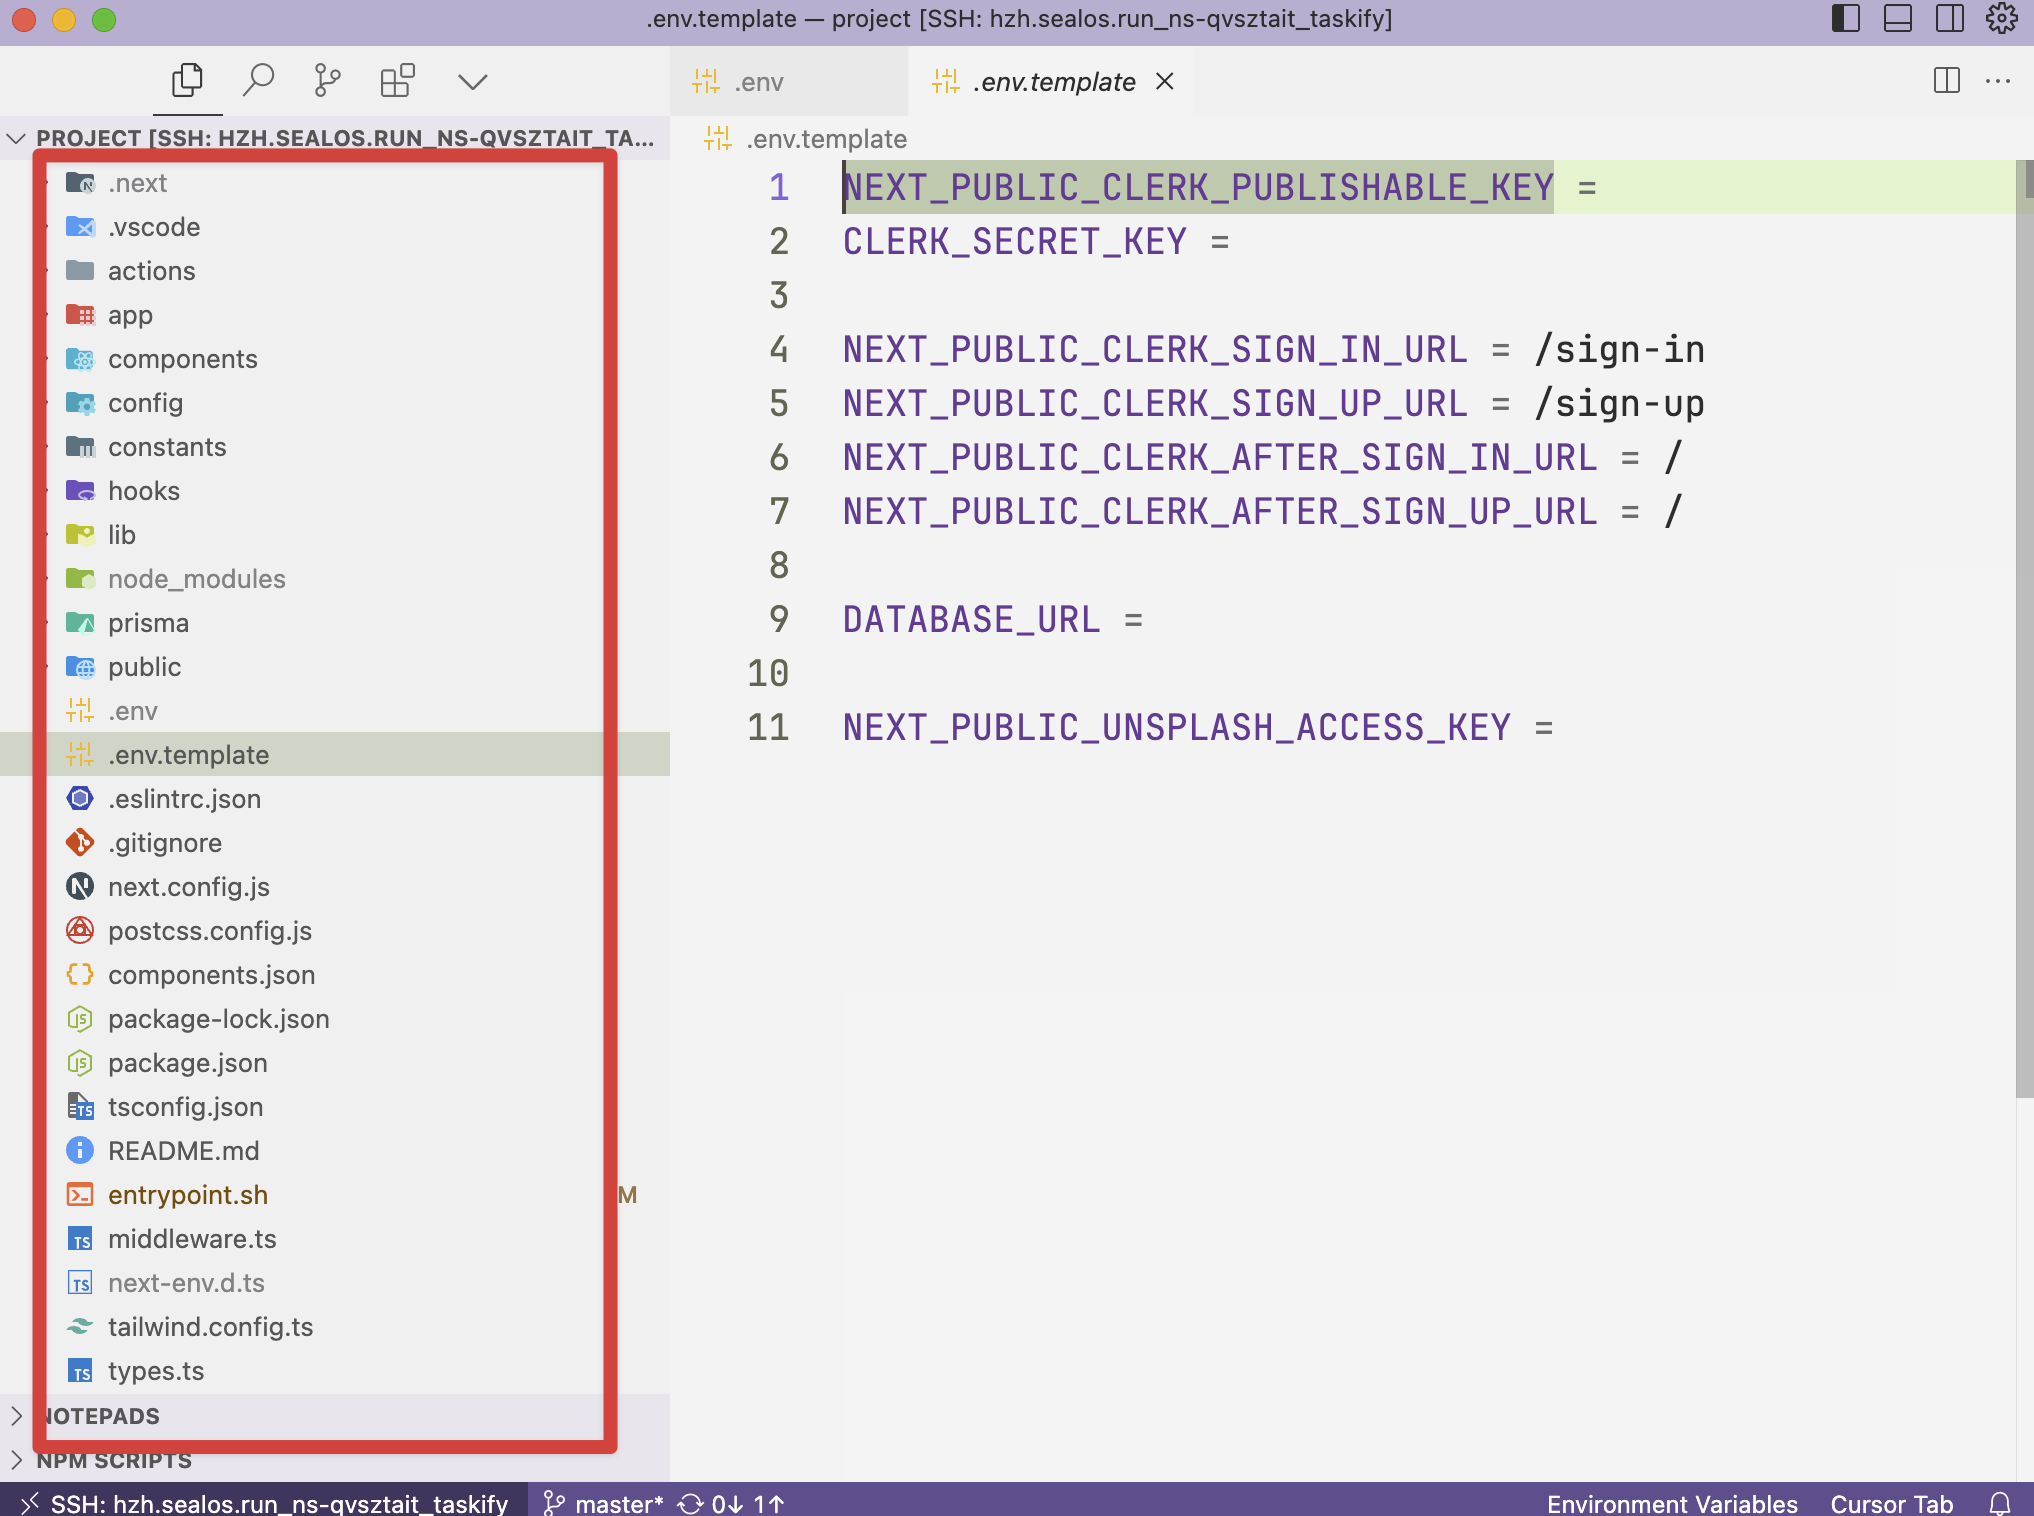 .env.template — project [SSH: hzh.sealos.run_ns-qvsztait_taskify]
.env
.env.template
PROJECT [SSH: HZH.SEALOS.RUN_NS-QVSZTAIT_TA...
.next
.vscode
actions
app
components
config
constants
hooks
lib
node_modules
prisma
public
.env
.env.template
.eslintrc.json
.gitignore
next.config.js
postcss.config.js
components.json
package-lock.json
package.json
tsconfig.json
README.md
entrypoint.sh M
middleware.ts
next-env.d.ts
tailwind.config.ts
types.ts
NOTEPADS
NPM SCRIPTS
.env.template
1 NEXT_PUBLIC_CLERK_PUBLISHABLE_KEY =
2 CLERK_SECRET_KEY =
3
4 NEXT_PUBLIC_CLERK_SIGN_IN_URL = /sign-in
5 NEXT_PUBLIC_CLERK_SIGN_UP_URL = /sign-up
6 NEXT_PUBLIC_CLERK_AFTER_SIGN_IN_URL = /
7 NEXT_PUBLIC_CLERK_AFTER_SIGN_UP_URL = /
8
9 DATABASE_URL =
10
11 NEXT_PUBLIC_UNSPLASH_ACCESS_KEY =
SSH: hzh.sealos.run_ns-qvsztait_taskify master* 0↓ 1↑ Environment Variables Cursor Tab